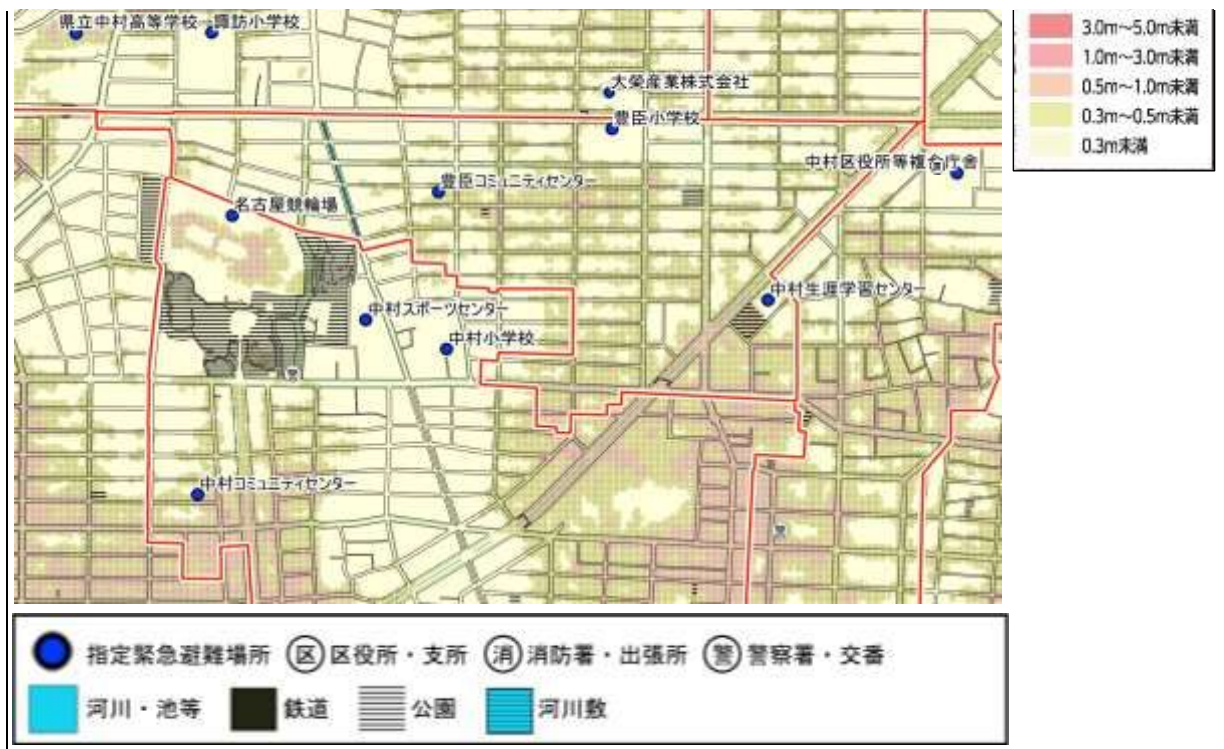 県立中村高等学校
諏訪小学校
3.0m～5.0m未満
1.0m～3.0m未満
0.5m～1.0m未満
0.3m～0.5m未満
0.3m未満
大榮産業株式会社
豊臣小学校
中村区役所等複合庁舎
豊臣コミュニティセンター
名古屋競輪場
中村生涯学習センター
中村スポーツセンター
中村小学校
中村コミュニティセンター
指定緊急避難場所
区 区役所・支所
消 消防署・出張所
警 警察署・交番
河川・池等
鉄道
公園
河川敷